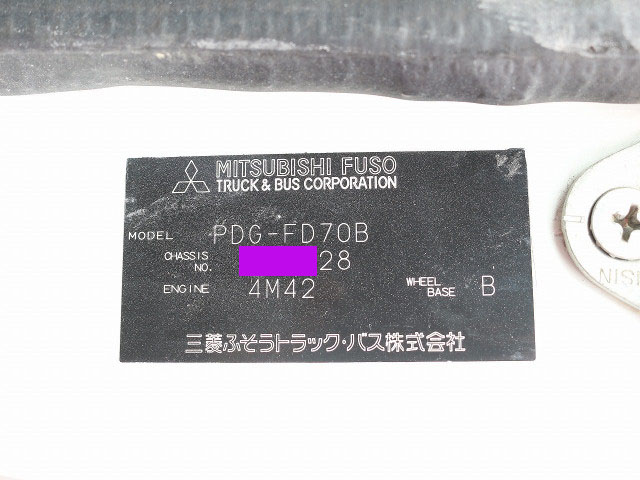 MITSUBISHI FUSO
TRUCK & BUS CORPORATION
MODEL PDG-FD70B
CHASSIS NO. 28
ENGINE 4M42 WHEEL BASE B
三菱ふそうトラック・バス株式会社